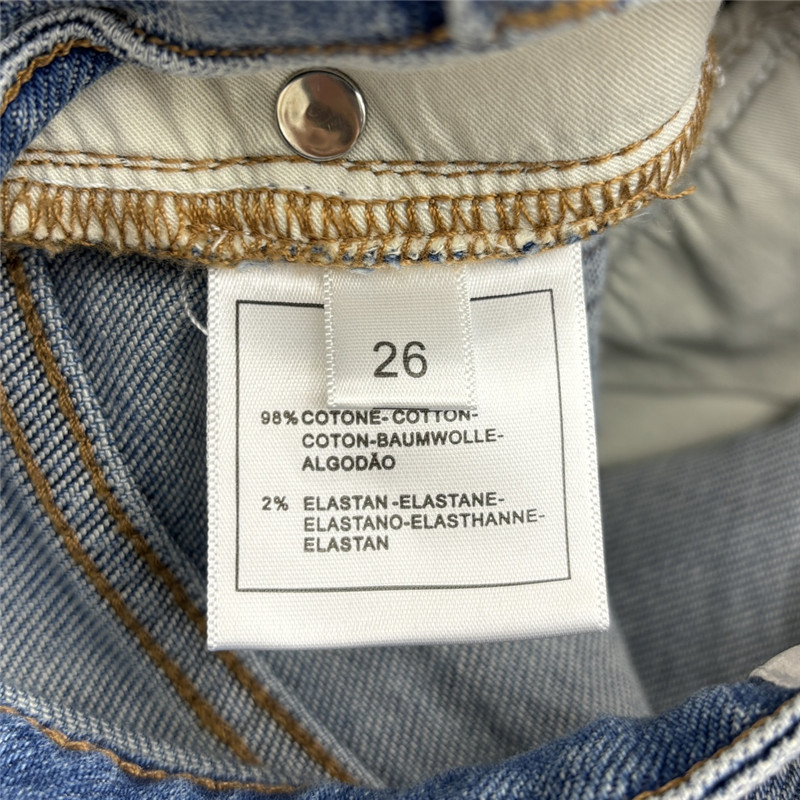 26
98% COTONE-COTTON-
COTON-BAUMWOLLE-
ALGODÃO
2% ELASTAN -ELASTANE-
ELASTANO-ELASTHANNE-
ELASTAN